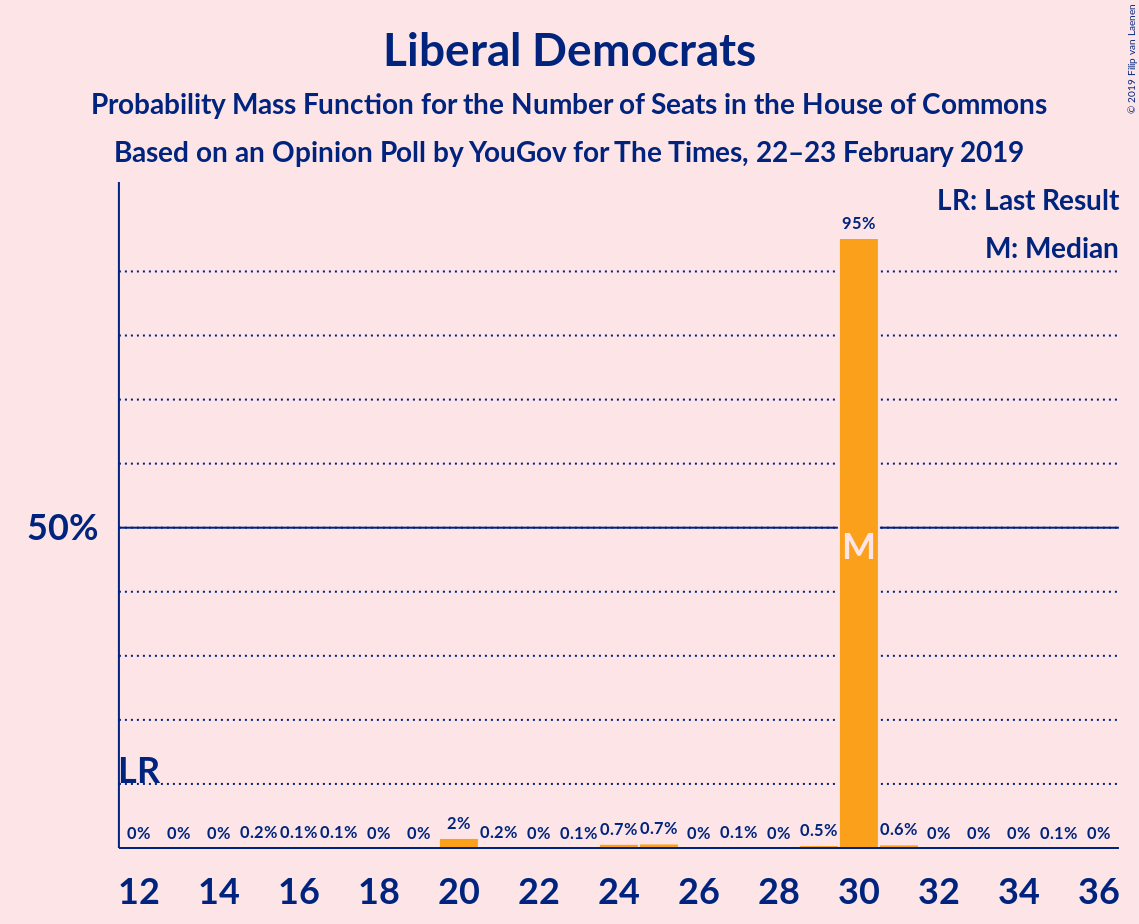 Liberal Democrats
Probability Mass Function for the Number of Seats in the House of Commons
Based on an Opinion Poll by YouGov for The Times, 22–23 February 2019
© 2019 Filip van Laenen
LR: Last Result
M: Median
95%
50%
M
LR
0% 0% 0% 0.2% 0.1% 0.1% 0% 0% 2% 0.2% 0% 0.1% 0.7% 0.7% 0% 0.1% 0% 0.5% 0.6% 0% 0% 0% 0.1% 0%
12 14 16 18 20 22 24 26 28 30 32 34 36